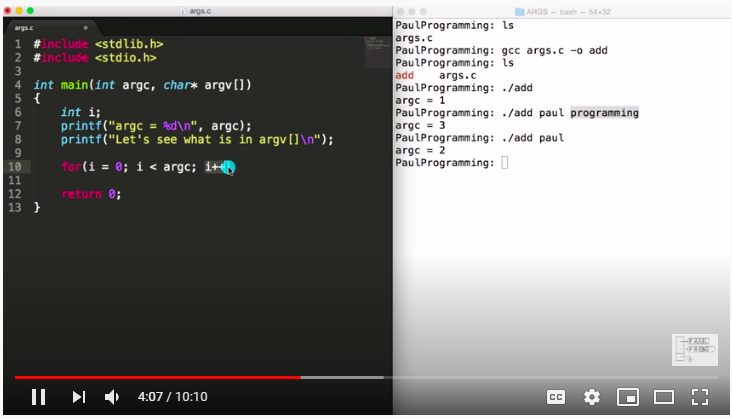 args.c
args.c
1 #include <stdlib.h>
2 #include <stdio.h>
3
4 int main(int argc, char* argv[])
5 {
6 int i;
7 printf("argc = %d\n", argc);
8 printf("Let's see what is in argv[]\n");
9
10 for(i = 0; i < argc; i++
11
12 return 0;
13 }
ARGS — bash — 54×32
PaulProgramming: ls
args.c
PaulProgramming: gcc args.c -o add
PaulProgramming: ls
add args.c
PaulProgramming: ./add
argc = 1
PaulProgramming: ./add paul programming
argc = 3
PaulProgramming: ./add paul
argc = 2
PaulProgramming:
4:07 / 10:10
CC